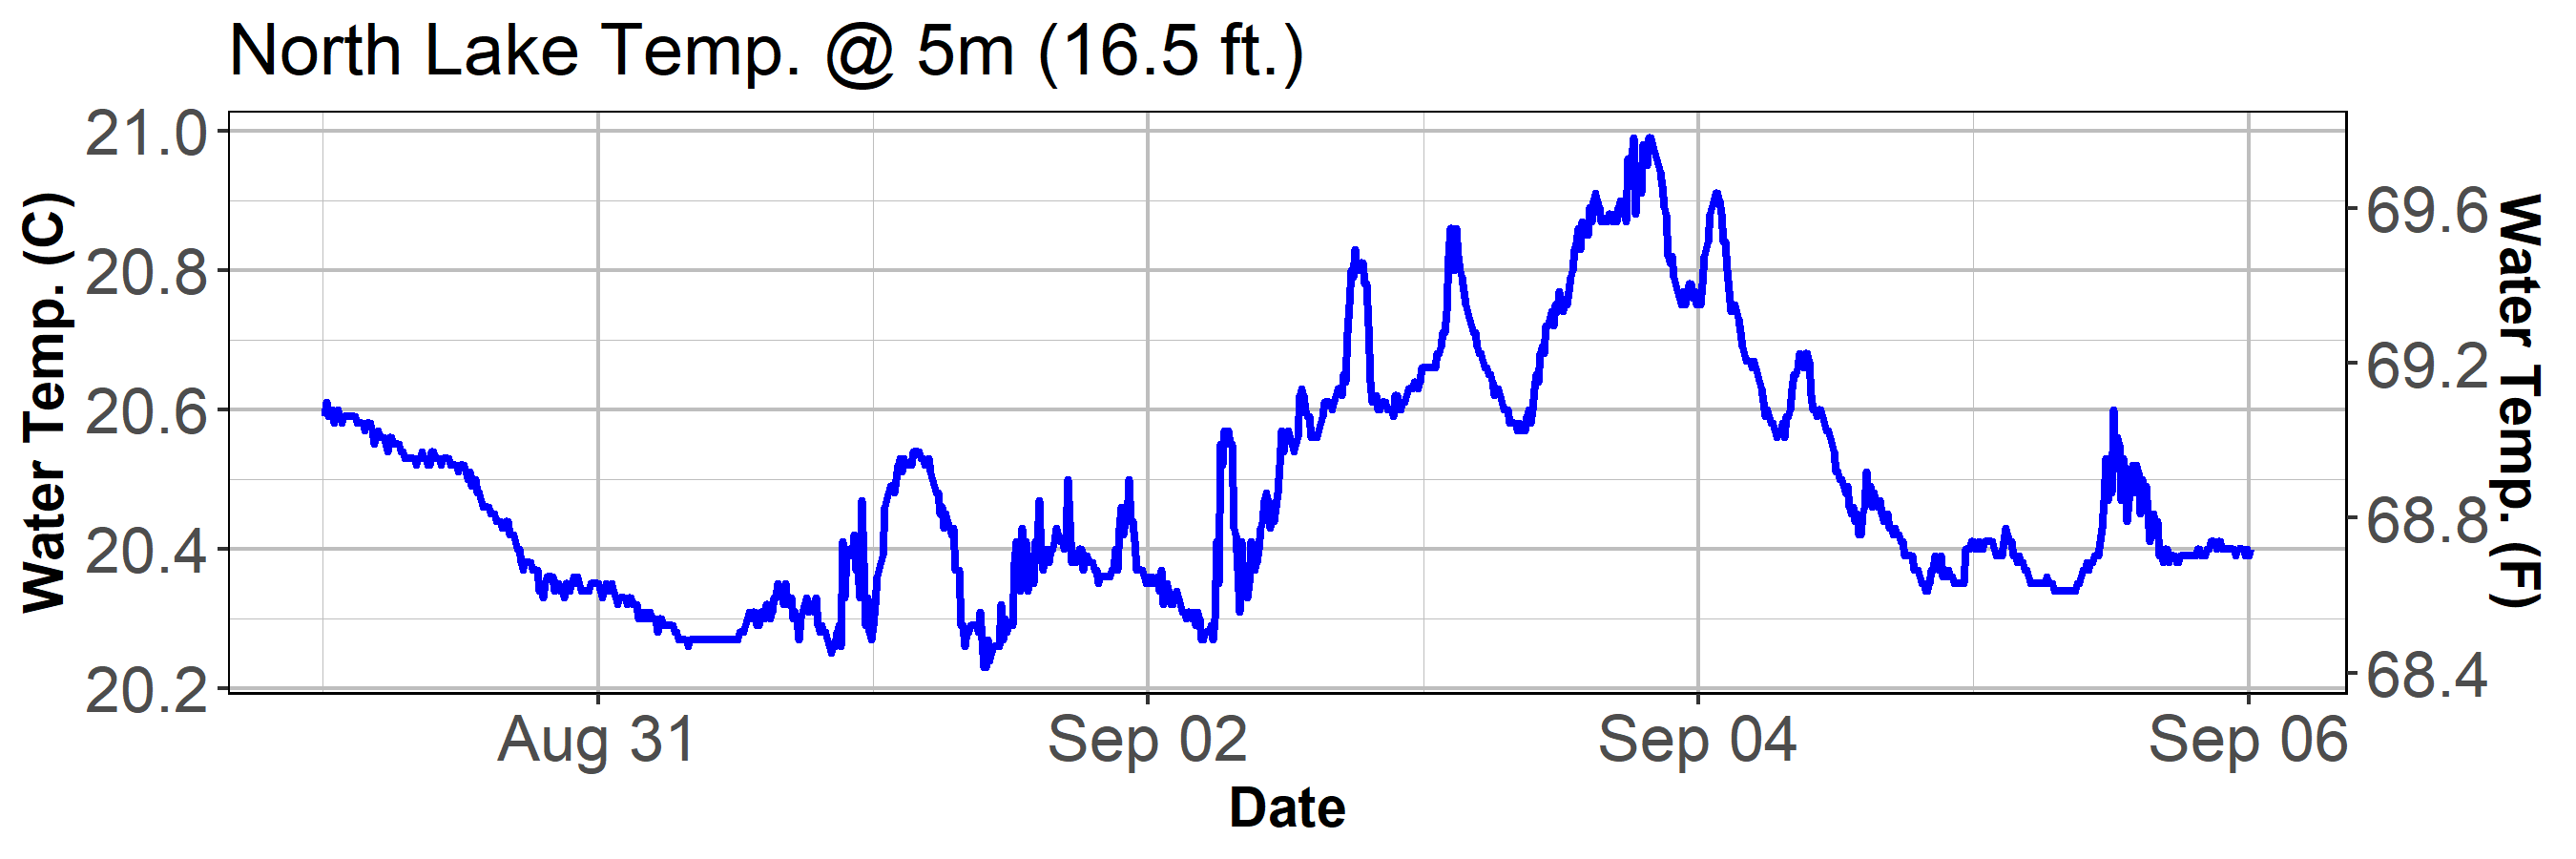 North Lake Temp. @ 5m (16.5 ft.)
Water Temp. (C)
21.0
20.8
20.6
20.4
20.2
69.6
69.2
68.8
68.4
Water Temp. (F)
Aug 31
Sep 02
Sep 04
Sep 06
Date